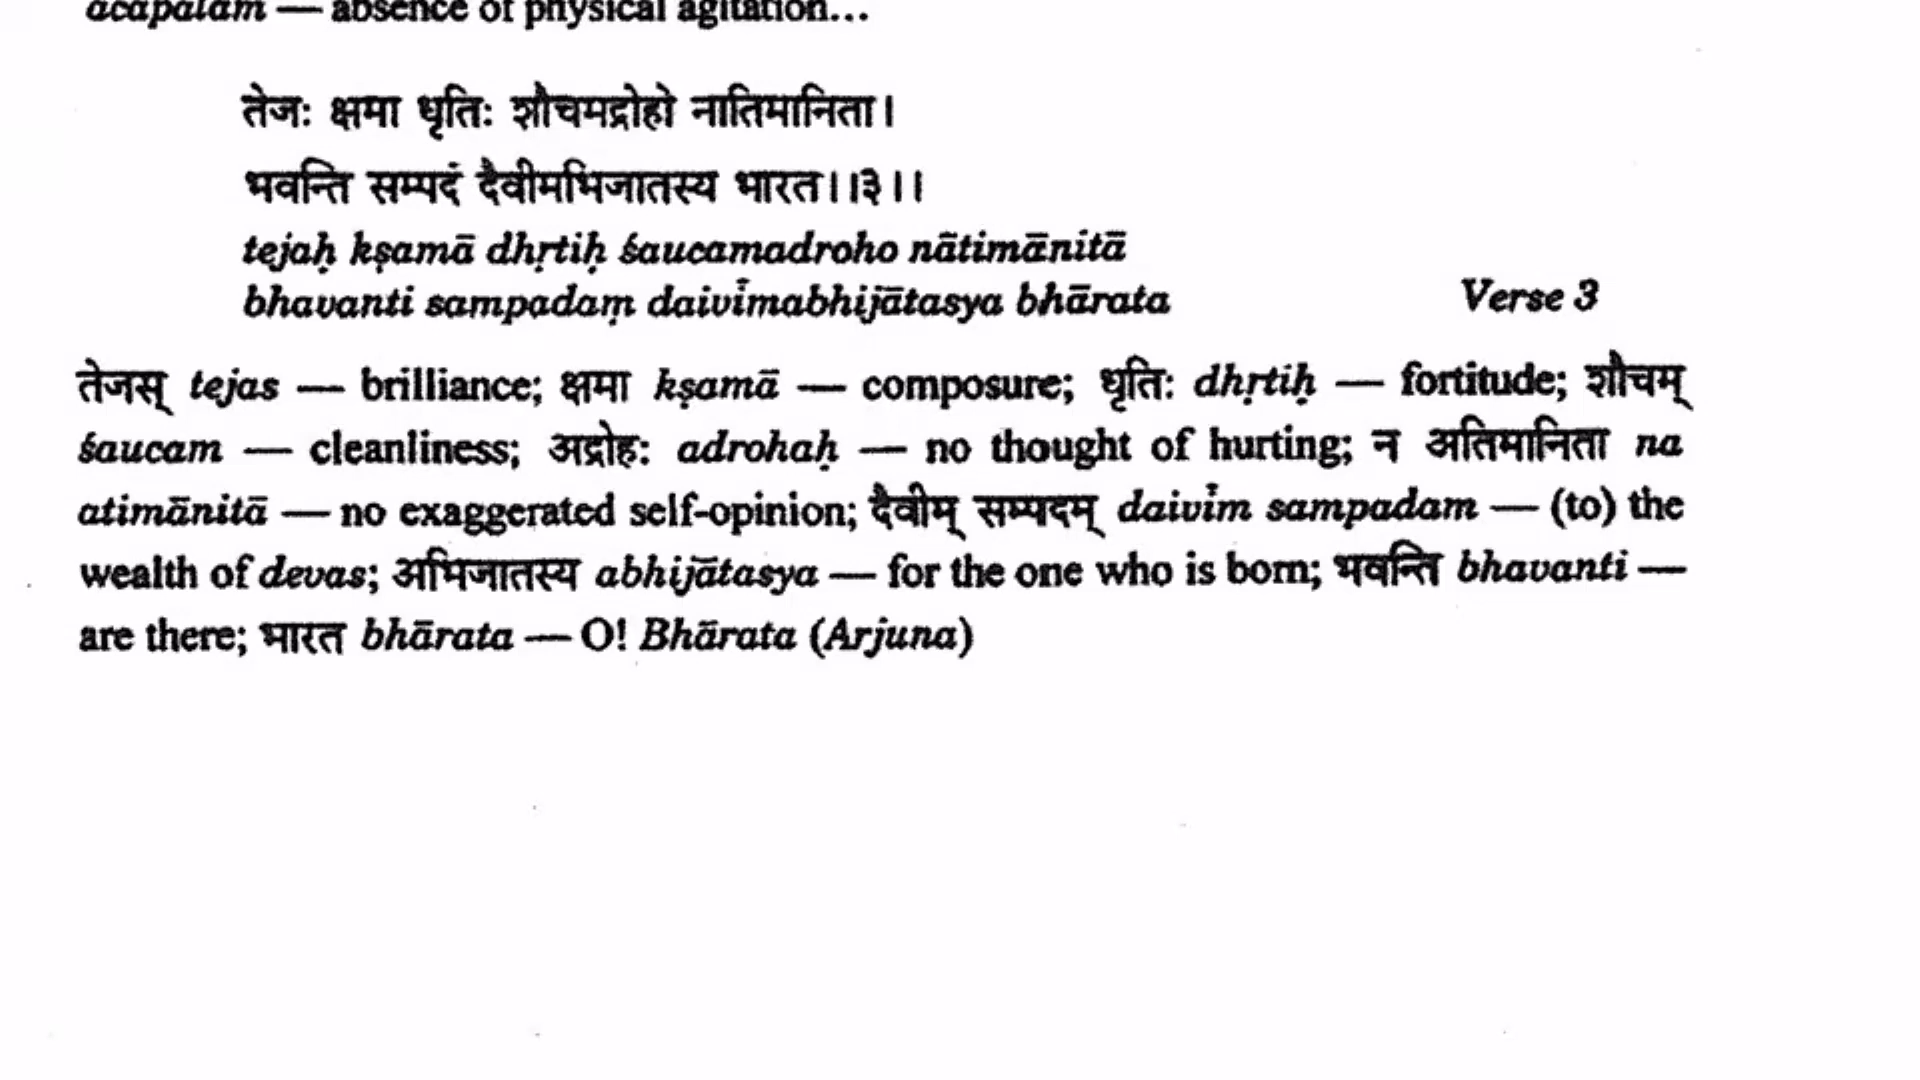 acapalam — absence of physical agitation...
तेजः क्षमा धृतिः शौचमद्रोहो नातिमानिता।
भवन्ति सम्पदं दैवीमभिजातस्य भारत।।३।।
tejaḥ kṣamā dhṛtiḥ śaucamadroho nātimānitā
bhavanti sampadaṃ daivīmabhijātasya bhārata Verse 3
तेजस् tejas — brilliance; क्षमा kṣamā — composure; धृतिः dhṛtiḥ — fortitude; शौचम्
śaucam — cleanliness; अद्रोहः adrohaḥ — no thought of hurting; न अतिमानिता na
atimānitā — no exaggerated self-opinion; दैवीम् सम्पदम् daivīm sampadam — (to) the
wealth of devas; अभिजातस्य abhijātasya — for the one who is born; भवन्ति bhavanti —
are there; भारत bhārata — O! Bhārata (Arjuna)